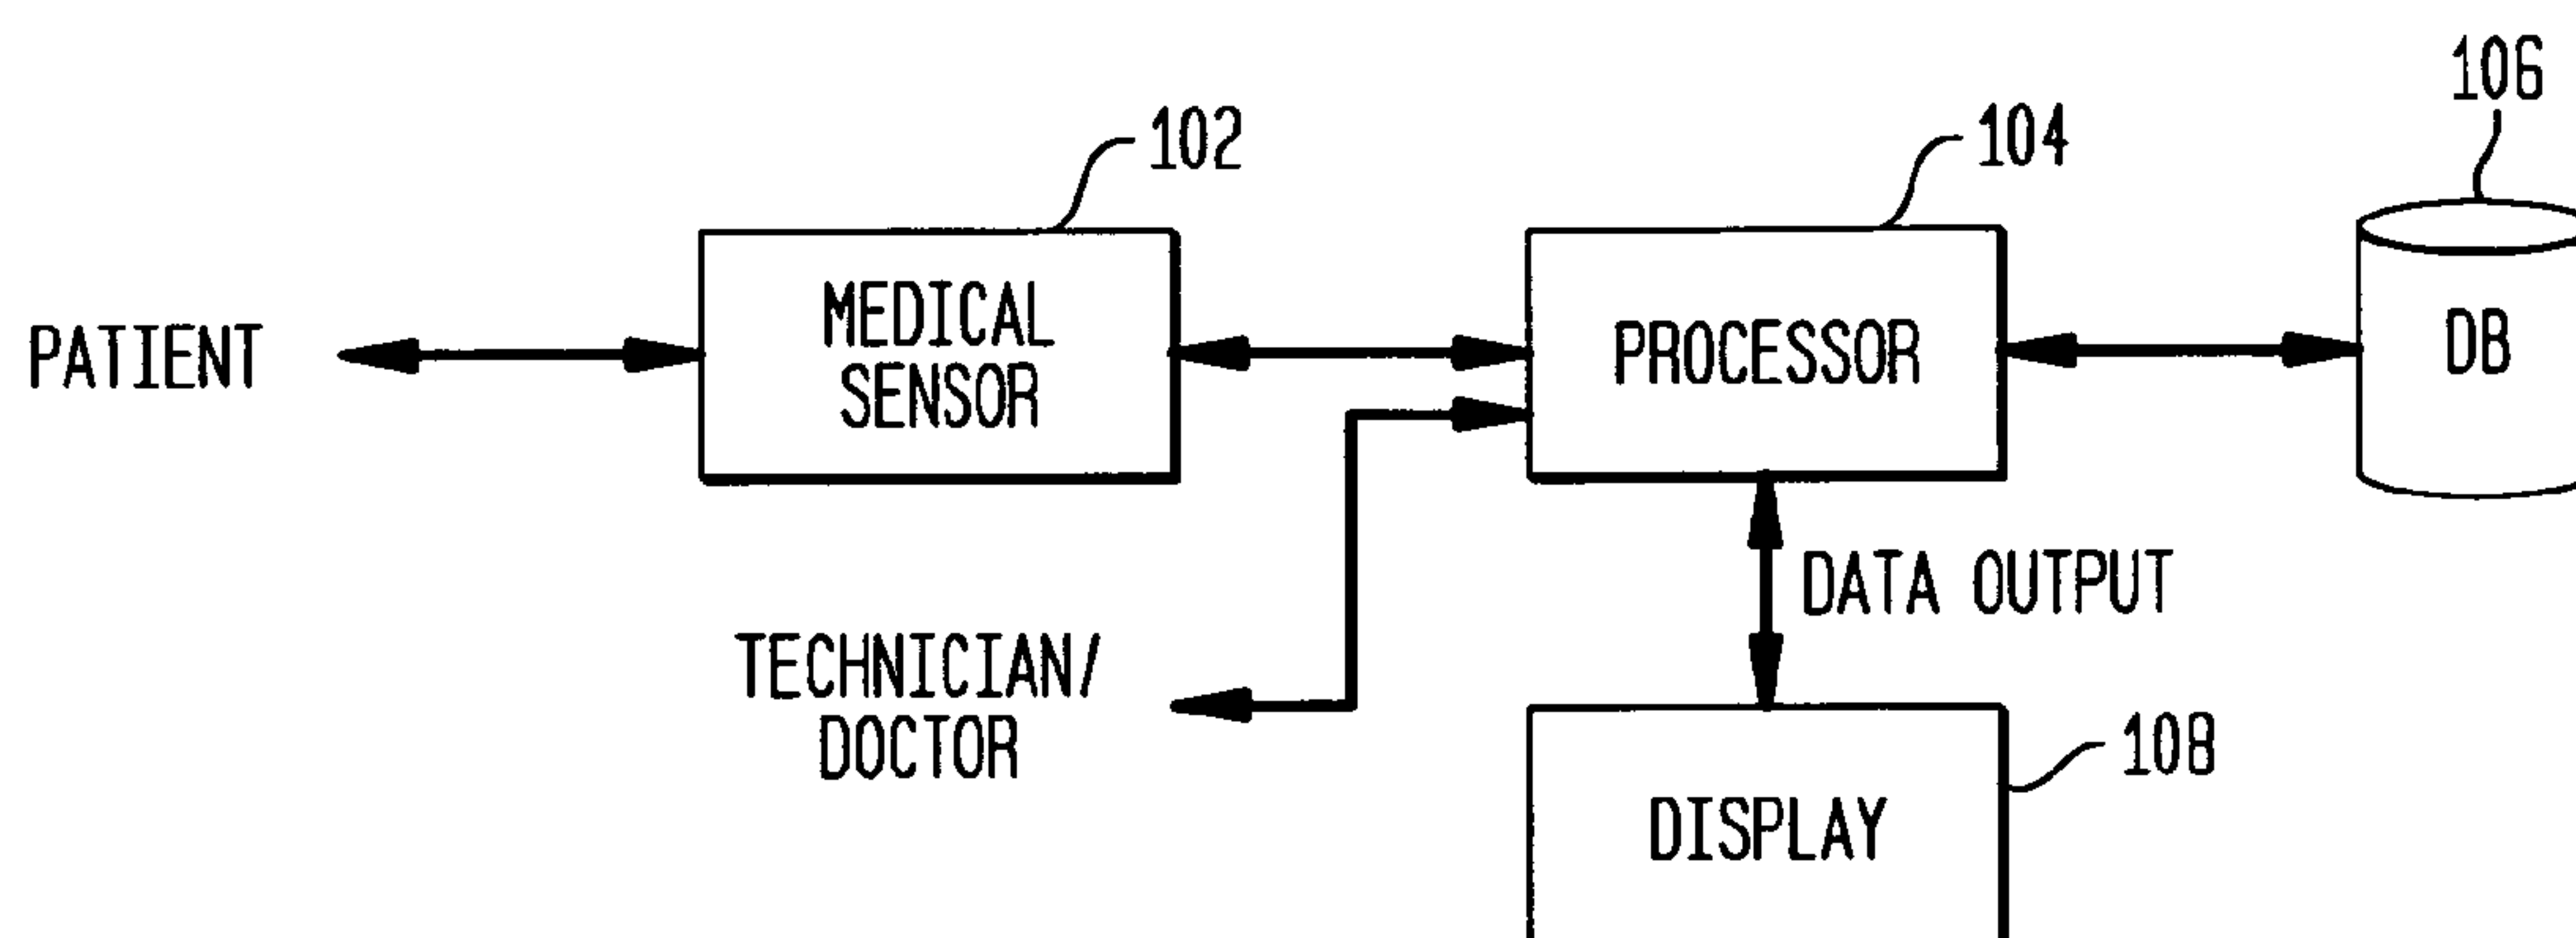 106
102
104
MEDICAL
SENSOR
PATIENT
PROCESSOR
DB
DATA OUTPUT
TECHNICIAN/
DOCTOR
108
DISPLAY